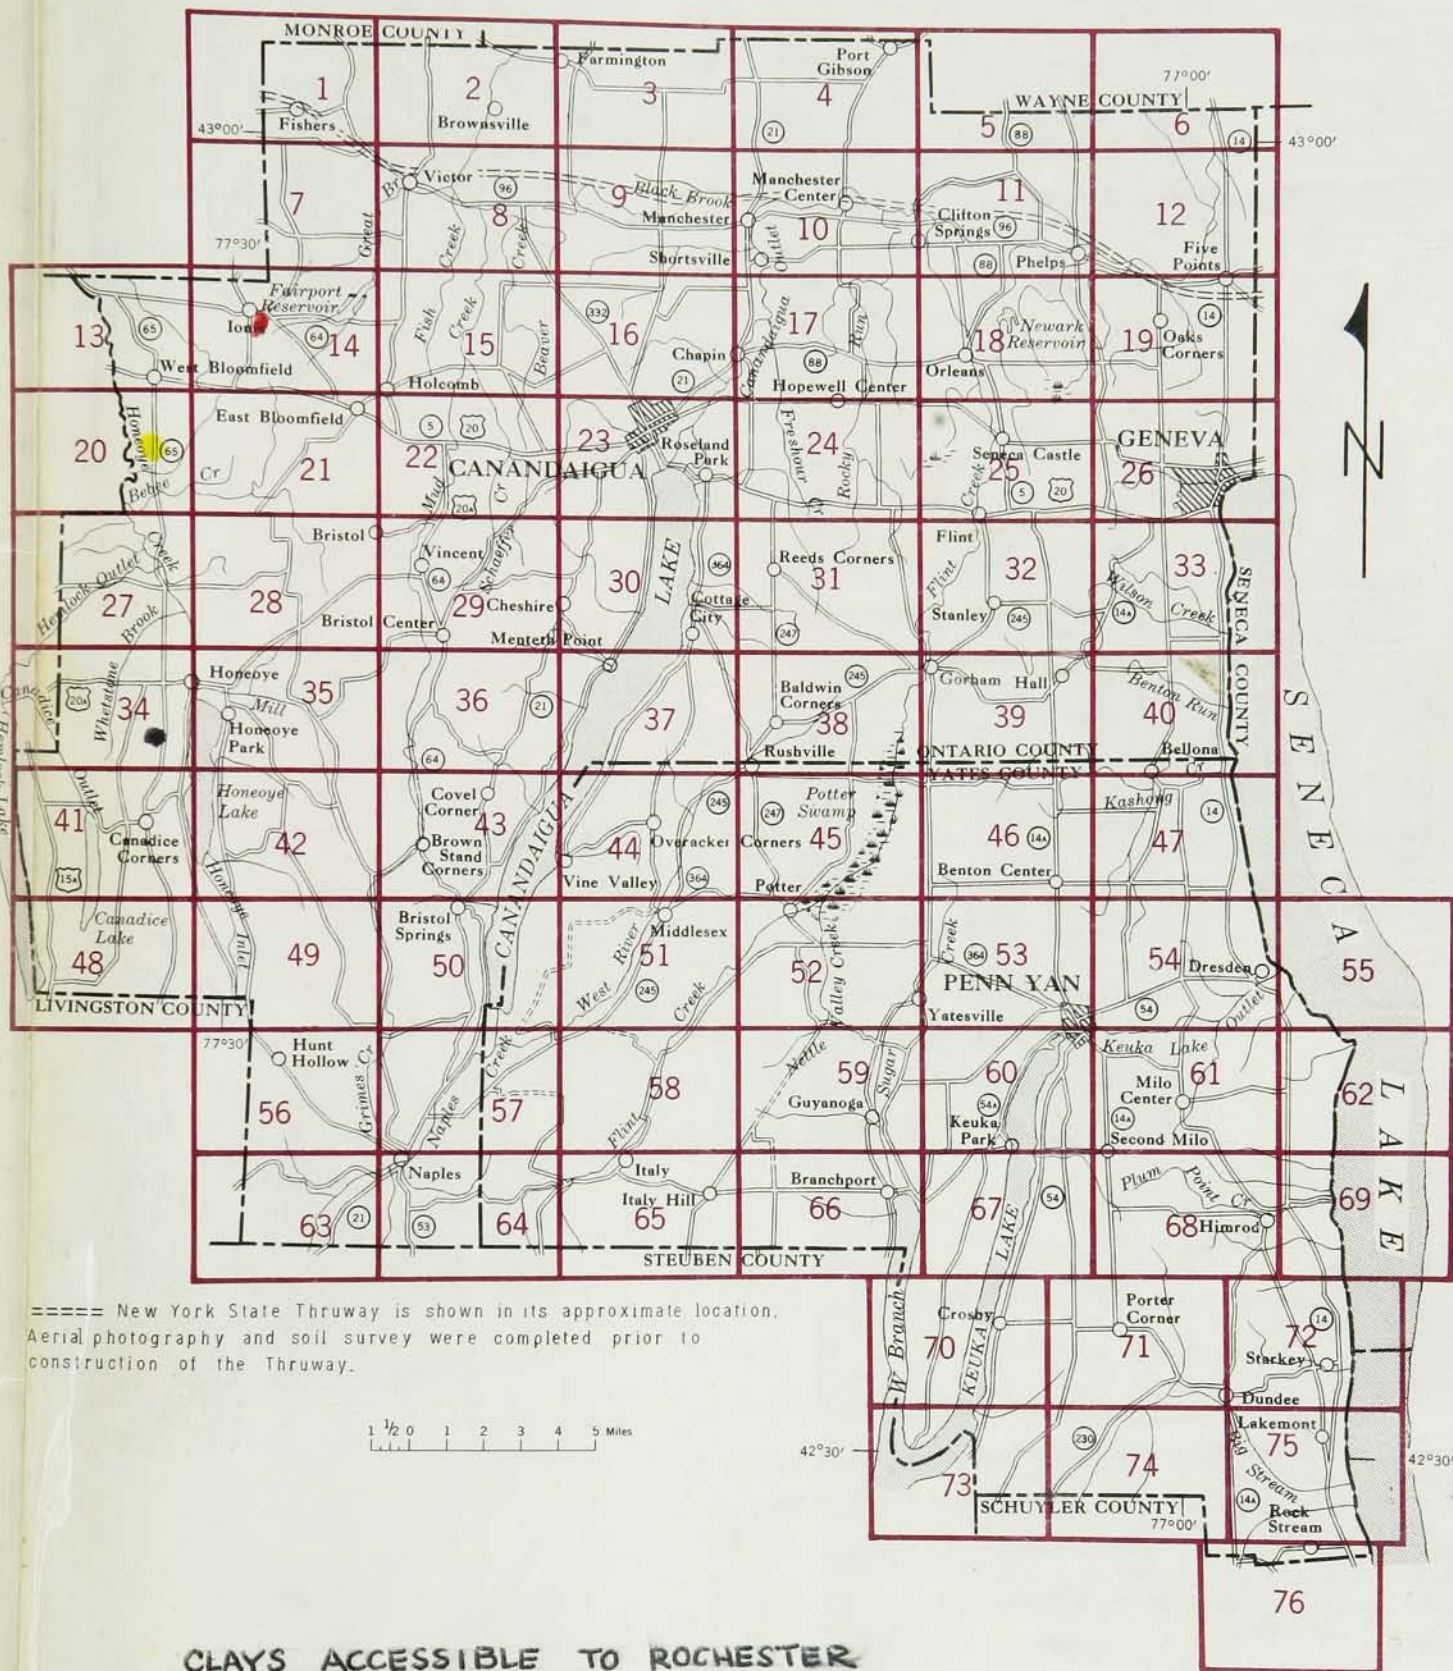 MONROE COUNTY
Farmington
Port
Gibson
77°00'
1
2
3
4
WAYNE COUNTY
Fishers
Brownsville
21
5
88
6
14
43°00'
43°00'
Victor
96
Black Brook
Manchester
Center
11
12
7
Great
Br
8
9
Creek
Creek
Manchester
10
Clifton
Springs
96
Five
Points
77°30'
Shortsville
Outlet
88
Phelps
Fairport
Reservoir
Ionia
13
65
64
14
Fish
Creek
15
Beaver
332
16
Canandaigua
17
Run
18
Newark
Reservoir
19
14
Oaks
Corners
Chapin
88
Orleans
West Bloomfield
Holcomb
21
Hopewell Center
East Bloomfield
5
20
23
Roseland
Park
Freshour
24
GENEVA
20
Honeoye
65
21
22
CANANDAIGUA
Seneca Castle
Bebee
Cr
Mud
20A
Cr
Rocky
Cr
Creek
25
5
20
26
Bristol
Vincent
Flint
Hemlock Outlet
Creek
64
Schaeffer
30
LAKE
364
Reeds Corners
31
Flint
32
33
SENECA COUNTY
27
Brook
28
29
Cheshire
Cottage
City
Stanley
245
14A
Wilson
Creek
Bristol Center
Menteth Point
247
Honeoye
Canadice
20A
Whetstone
34
Mill
35
36
21
37
Baldwin
Corners
245
38
Gorham
Hall
39
Benton Run
40
Honeoye
Park
Rushville
ONTARIO COUNTY
YATES COUNTY
Bellona
Cr
64
Hemlock Lake
Outlet
Honeoye
Lake
Covel
Corner
43
245
247
Potter
Swamp
Kashong
14
41
Canadice
Corners
42
Brown
Stand
Corners
44
Overacker Corners
45
46
14A
47
15A
Vine Valley
364
Potter
Benton Center
CANANDAIGUA
SENECA
LAKE
Honeoye Inlet
Canadice
Lake
Bristol
Springs
Middlesex
Creek
48
49
50
River
51
52
Valley Creek
364
53
54
Dresden
55
West
245
Creek
PENN YAN
LIVINGSTON COUNTY
Yatesville
54
Outlet
77°30'
Hunt
Hollow
Grimes Cr
Creek
Nettle
Keuka Lake
56
Naples
57
58
59
Sugar
60
Milo
Center
61
62
Flint
Guyanoga
54A
Keuka
Park
14A
Second Milo
Naples
Italy
Branchport
Plum
Point
Cr
Italy Hill
54
63
21
53
64
65
66
67
LAKE
68
Himrod
69
STEUBEN COUNTY
===== New York State Thruway is shown in its approximate location.
Aerial photography and soil survey were completed prior to
construction of the Thruway.
W Branch
Crosby
70
KEUKA
Porter
Corner
71
14
72
Starkey
Dundee
1 1/2 0 1 2 3 4 5 Miles
Lakemont
42°30'
230
74
Big Stream
75
42°30'
73
14A
SCHUYLER COUNTY
77°00'
Rock
Stream
76
CLAYS ACCESSIBLE TO ROCHESTER
N